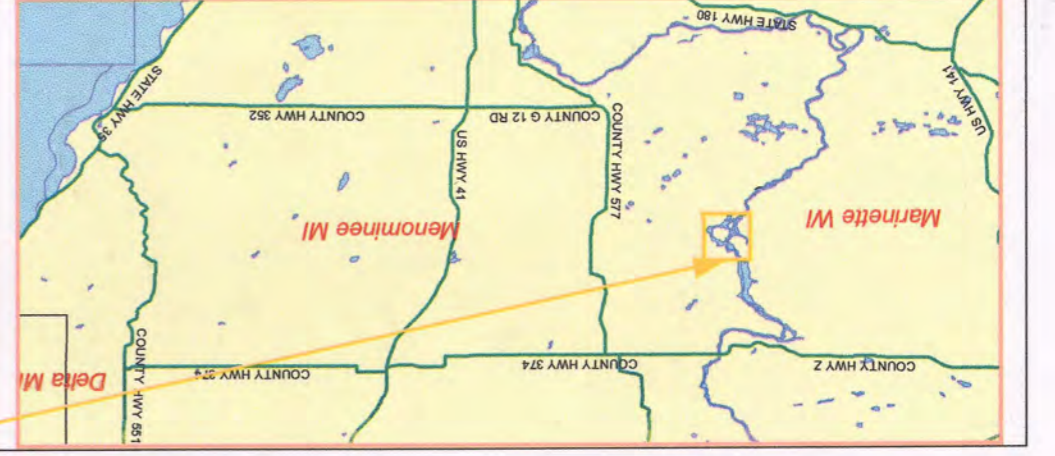 COUNTY HWY Z
COUNTY HWY 374
COUNTY HWY 374
COUNTY HWY 551
Delta MI
Marinette WI
Menominee MI
COUNTY HWY 577
US HWY 41
COUNTY G 12 RD
COUNTY HWY 352
STATE HWY 35
US HWY 141
STATE HWY 180